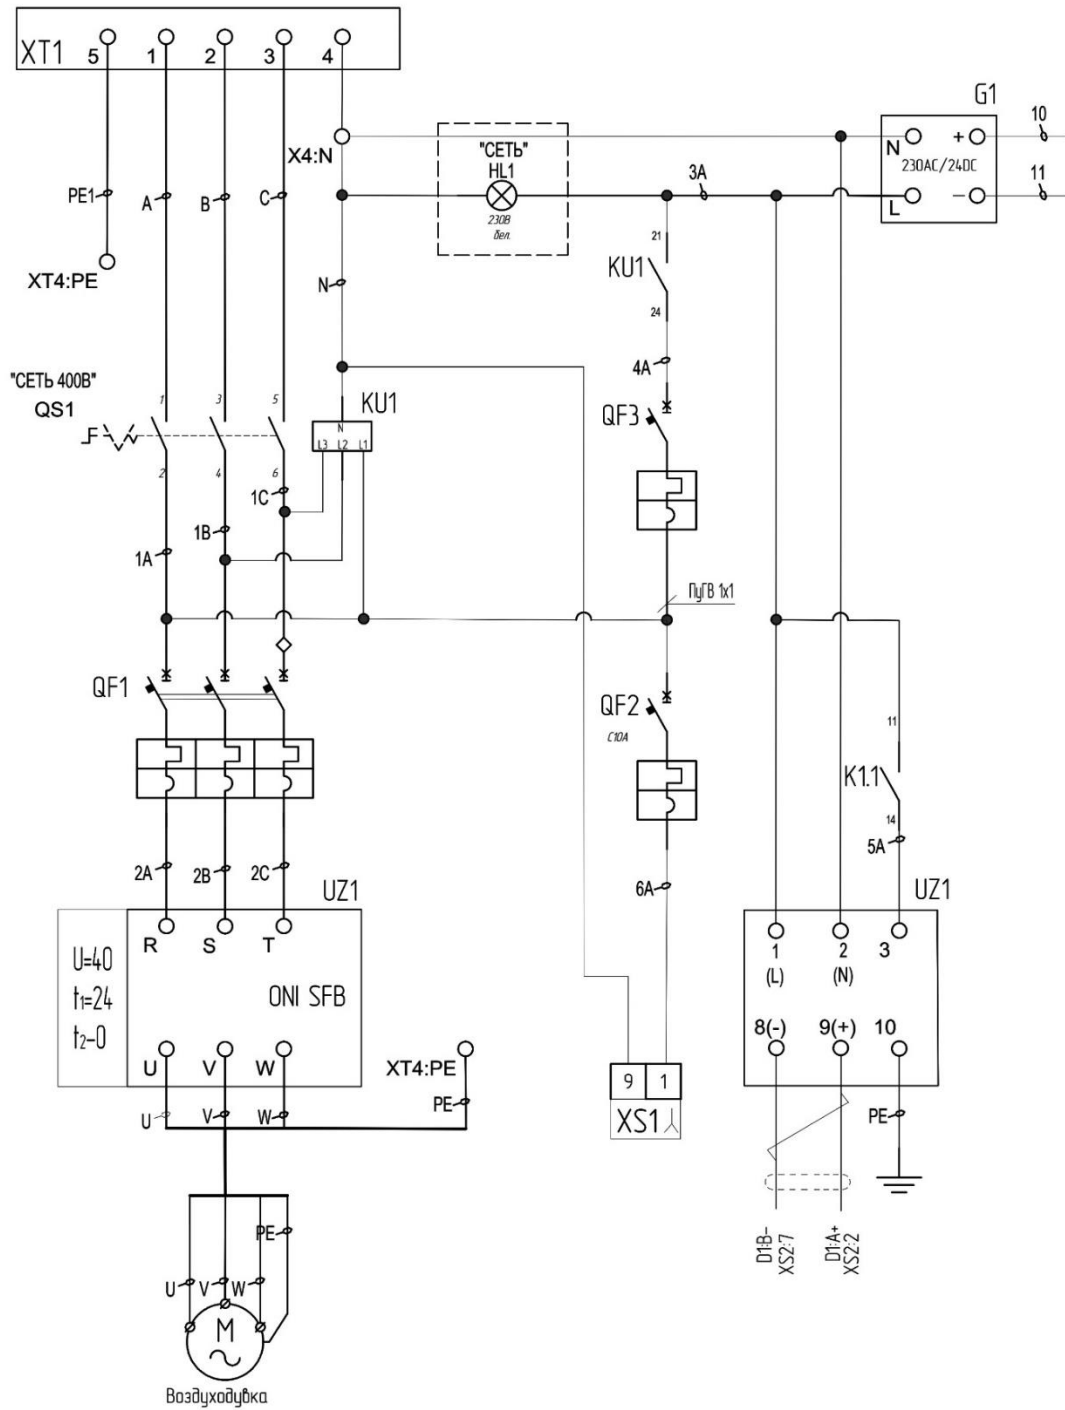 XT1 5 1 2 3 4
G1
10
X4:N
"СЕТЬ"
HL1
230В
бел.
3A
N +
230AC/24DC
L −
11
PE1 A B C
XT4:PE
N
21
KU1
24
4A
"СЕТЬ 400В"
QS1
1 3 5
2 4 6
KU1
N
L3 L2 L1
QF3
1C
1B
1A
ПуГВ 1х1
QF1
QF2
C10A
11
K1.1
14
5A
2A 2B 2C
6A
UZ1
R S T
U=40
t1=24
t2-0
ONI SFB
U V W
XT4:PE
PE
U V W
UZ1
1 2 3
(L) (N)
8(-) 9(+) 10
9 1
XS1
PE
D1:B-
XS2:7
D1:A+
XS2:2
PE
U V W
M
Воздуходувка